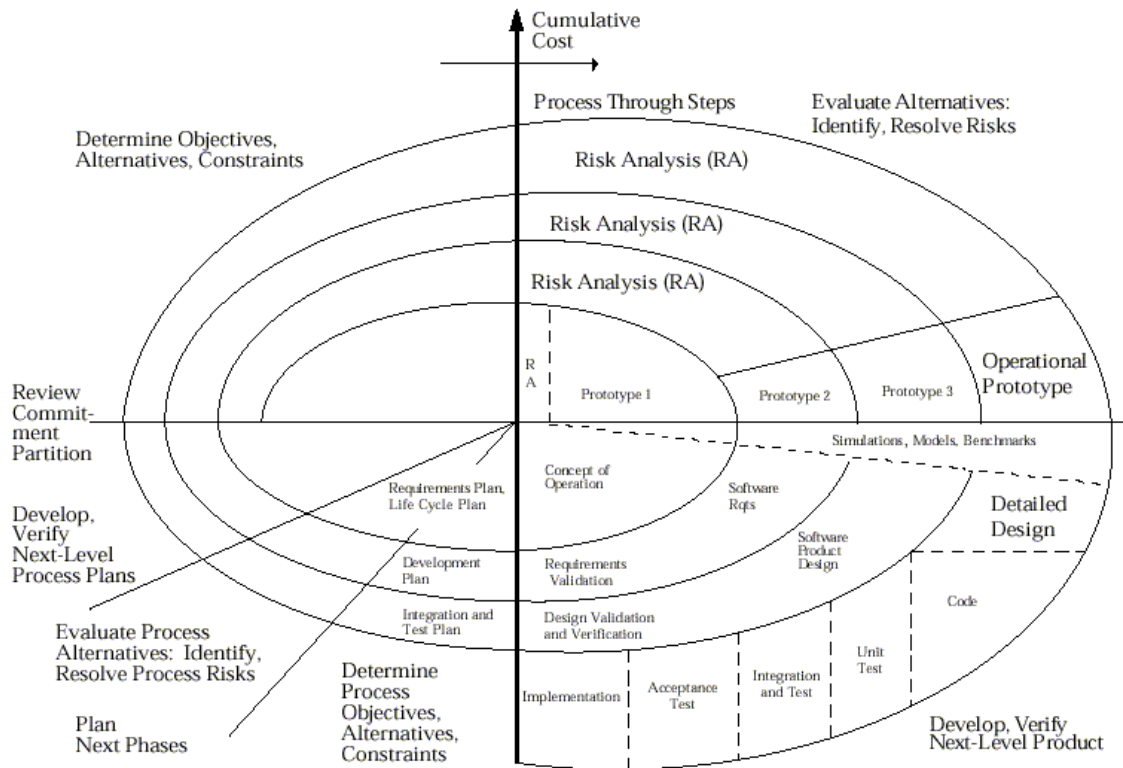 Cumulative
Cost
Process Through Steps
Evaluate Alternatives:
Identify, Resolve Risks
Determine Objectives,
Alternatives, Constraints
Risk Analysis (RA)
Risk Analysis (RA)
Risk Analysis (RA)
R
A
Prototype 1
Prototype 2
Prototype 3
Operational
Prototype
Review
Commit-
ment
Partition
Simulations, Models, Benchmarks
Requirements Plan,
Life Cycle Plan
Concept of
Operation
Software
Rqts
Detailed
Design
Develop,
Verify
Next-Level
Process Plans
Software
Product
Design
Development
Plan
Requirements
Validation
Code
Integration and
Test Plan
Design Validation
and Verification
Evaluate Process
Alternatives: Identify,
Resolve Process Risks
Unit
Test
Integration
and Test
Acceptance
Test
Implementation
Determine
Process
Objectives,
Alternatives,
Constraints
Plan
Next Phases
Develop, Verify
Next-Level Product